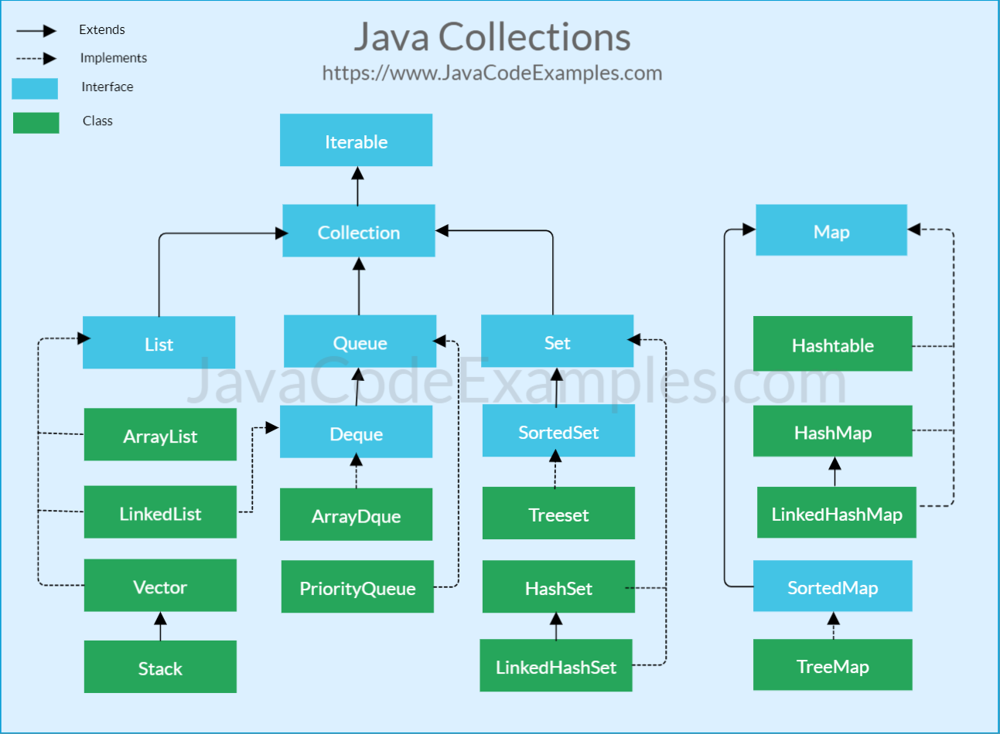 Extends
Implements
Interface
Class
Java Collections
https://www.JavaCodeExamples.com
Iterable
Collection
Map
List
Queue
Set
Hashtable
JavaCodeExamples.com
ArrayList
Deque
SortedSet
HashMap
LinkedList
ArrayDque
Treeset
LinkedHashMap
Vector
PriorityQueue
HashSet
SortedMap
Stack
LinkedHashSet
TreeMap